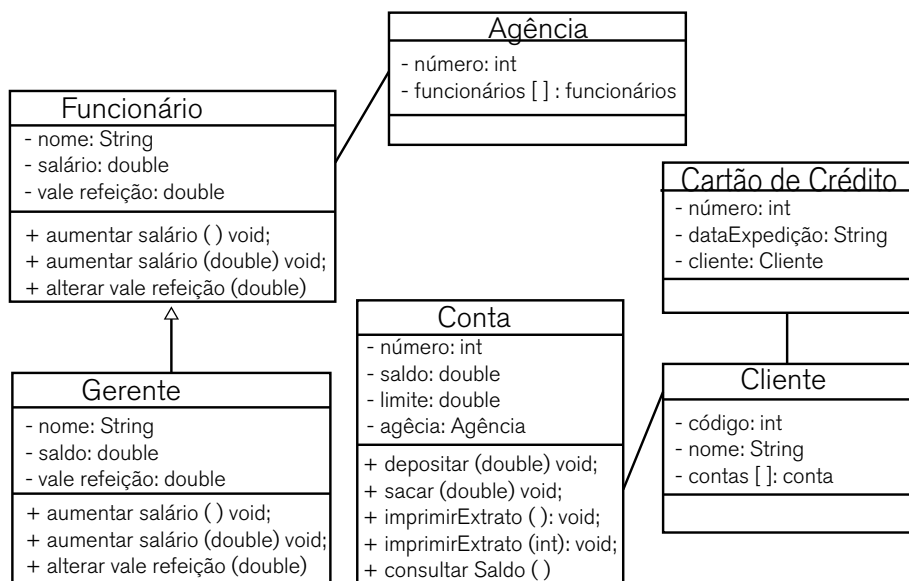 Agência
- número: int
- funcionários [ ] : funcionários
Funcionário
- nome: String
- salário: double
- vale refeição: double
+ aumentar salário ( ) void;
+ aumentar salário (double) void;
+ alterar vale refeição (double)
Cartão de Crédito
- número: int
- dataExpedição: String
- cliente: Cliente
Conta
- número: int
- saldo: double
- limite: double
- agêcia: Agência
+ depositar (double) void;
+ sacar (double) void;
+ imprimirExtrato ( ): void;
+ imprimirExtrato (int): void;
+ consultar Saldo ( )
Cliente
- código: int
- nome: String
- contas [ ]: conta
Gerente
- nome: String
- saldo: double
- vale refeição: double
+ aumentar salário ( ) void;
+ aumentar salário (double) void;
+ alterar vale refeição (double)